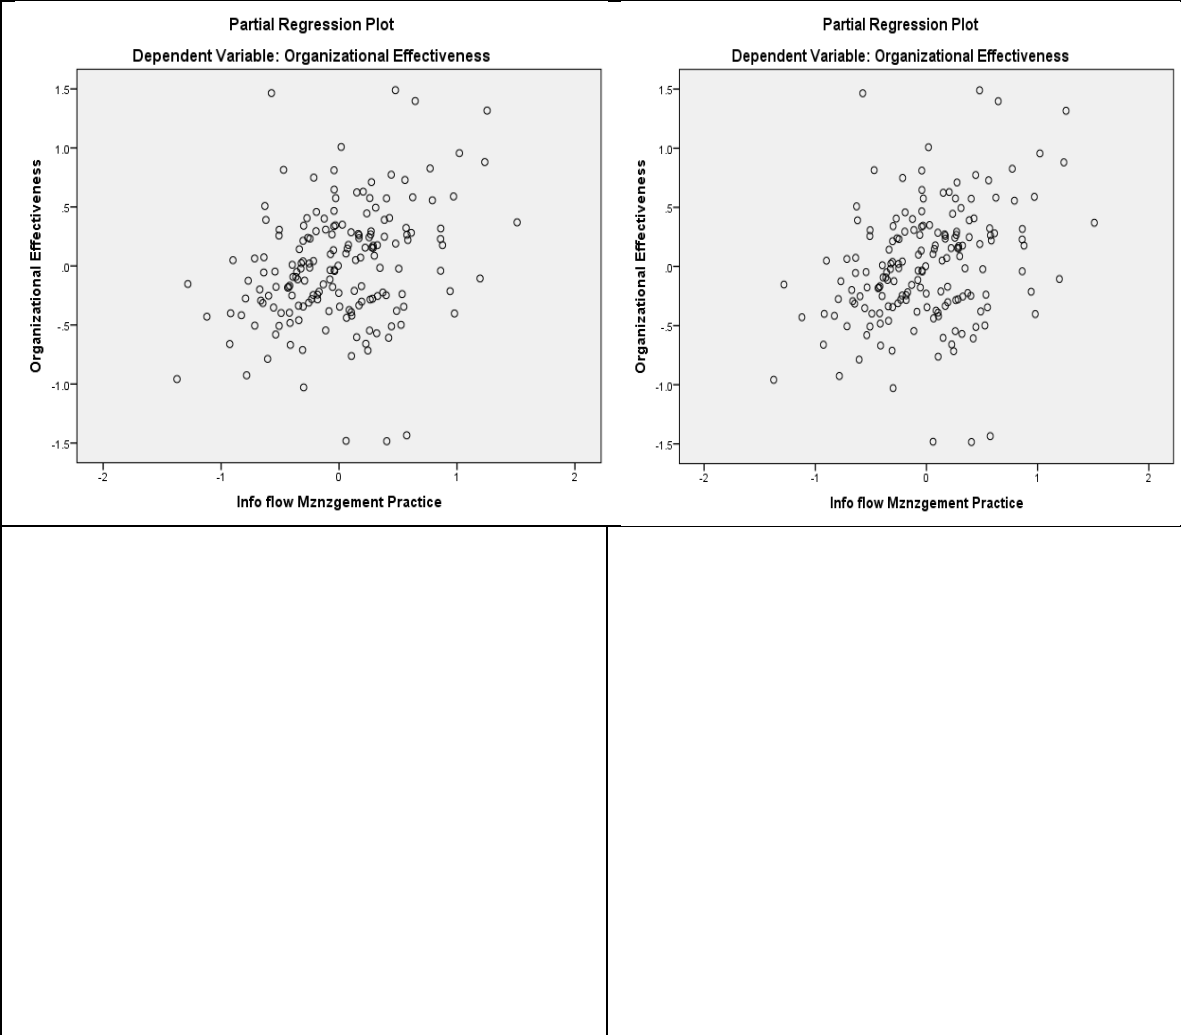 Partial Regression Plot
Dependent Variable: Organizational Effectiveness
Organizational Effectiveness
1.5
1.0
.5
.0
-.5
-1.0
-1.5
-2 -1 0 1 2
Info flow Mznzgement Practice
Partial Regression Plot
Dependent Variable: Organizational Effectiveness
Organizational Effectiveness
1.5
1.0
.5
.0
-.5
-1.0
-1.5
-2 -1 0 1 2
Info flow Mznzgement Practice